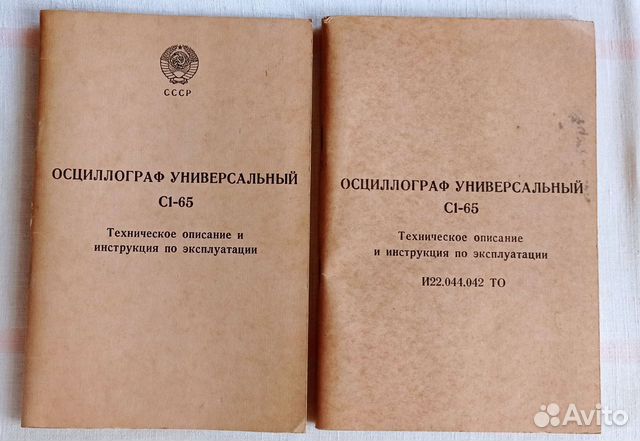 СССР
ОСЦИЛЛОГРАФ УНИВЕРСАЛЬНЫЙ
С1-65
Техническое описание и
инструкция по эксплуатации
ОСЦИЛЛОГРАФ УНИВЕРСАЛЬНЫЙ
С1-65
Техническое описание
и инструкция по эксплуатации
И22.044.042 ТО
Avito